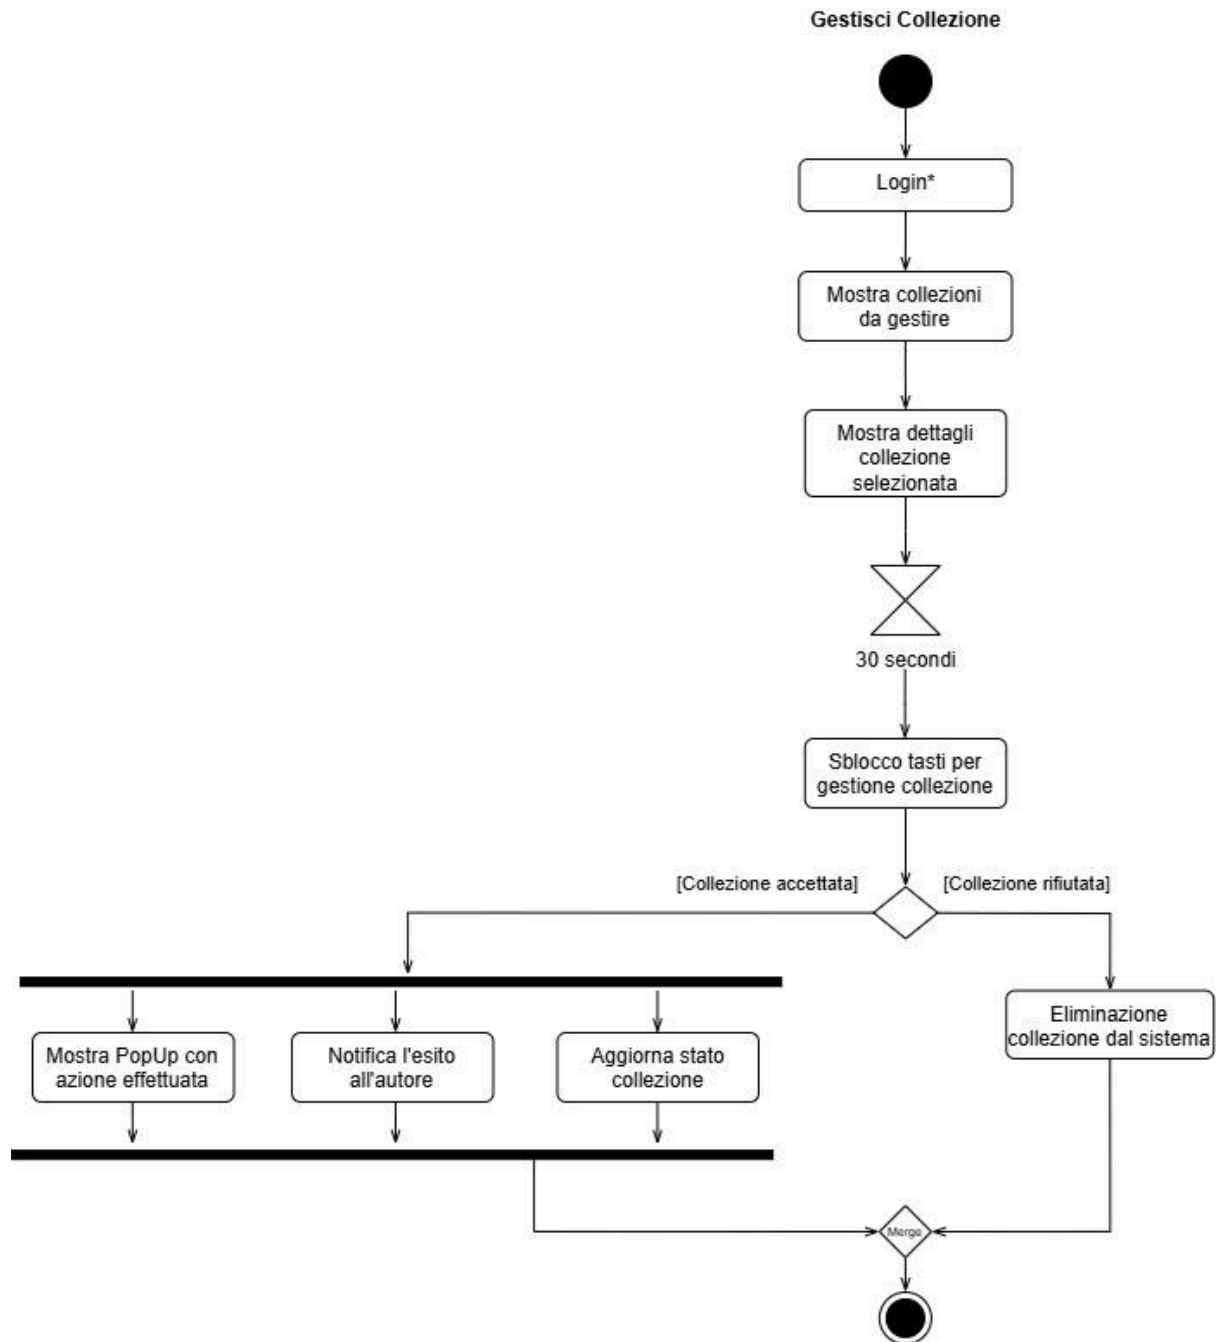 Gestisci Collezione
Login*
Mostra collezioni
da gestire
Mostra dettagli
collezione
selezionata
30 secondi
Sblocco tasti per
gestione collezione
[Collezione accettata]
[Collezione rifiutata]
Mostra PopUp con
azione effettuata
Notifica l'esito
all'autore
Aggiorna stato
collezione
Eliminazione
collezione dal sistema
Merge